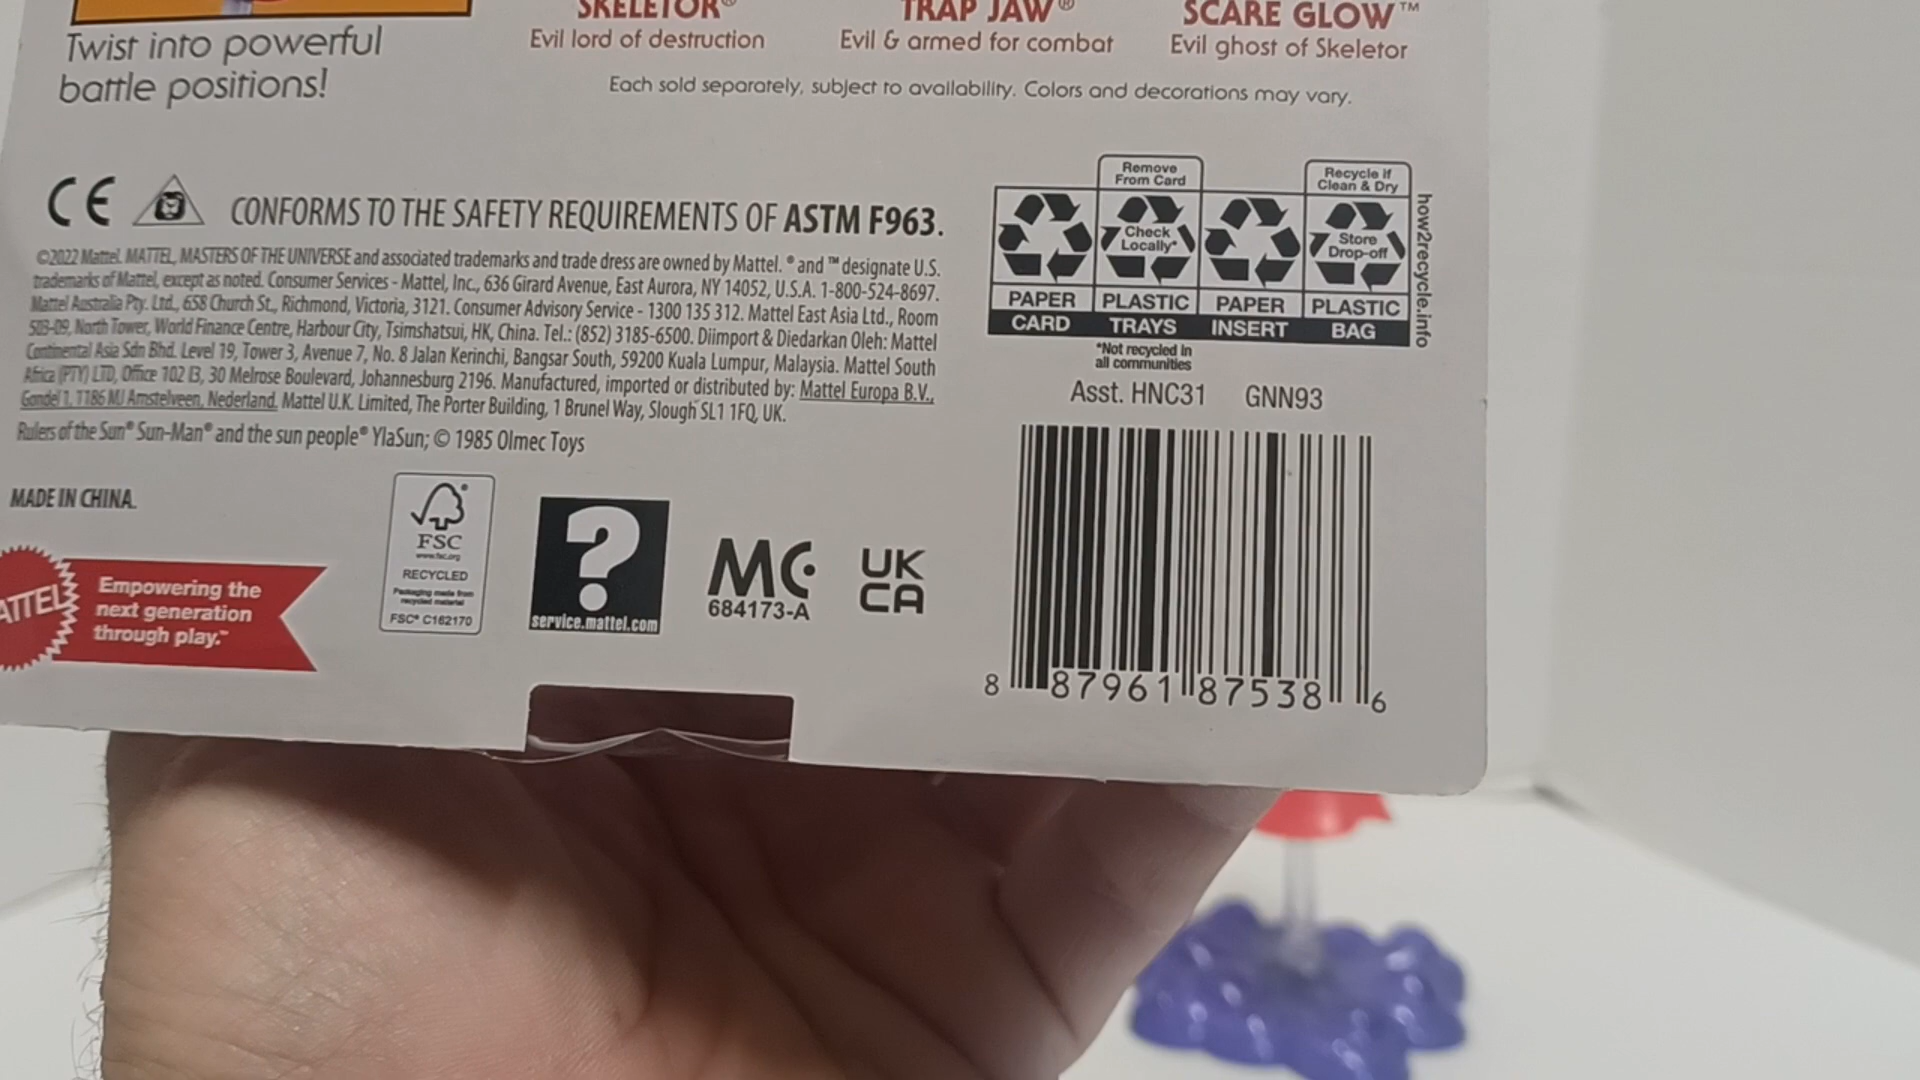 SKELETOR®
Evil lord of destruction
TRAP JAW®
Evil & armed for combat
SCARE GLOW™
Evil ghost of Skeletor
Twist into powerful
battle positions!
Each sold separately, subject to availability. Colors and decorations may vary.
CE
CONFORMS TO THE SAFETY REQUIREMENTS OF ASTM F963.
©2022 Mattel. MATTEL, MASTERS OF THE UNIVERSE and associated trademarks and trade dress are owned by Mattel. ® and ™ designate U.S.
trademarks of Mattel, except as noted. Consumer Services - Mattel, Inc., 636 Girard Avenue, East Aurora, NY 14052, U.S.A. 1-800-524-8697.
Mattel Australia Pty. Ltd., 658 Church St., Richmond, Victoria, 3121. Consumer Advisory Service - 1300 135 312. Mattel East Asia Ltd., Room
503-09, North Tower, World Finance Centre, Harbour City, Tsimshatsui, HK, China. Tel.: (852) 3185-6500. Diimport & Diedarkan Oleh: Mattel
Continental Asia Sdn Bhd. Level 19, Tower 3, Avenue 7, No. 8 Jalan Kerinchi, Bangsar South, 59200 Kuala Lumpur, Malaysia. Mattel South
Africa (PTY) LTD, Office 102 I3, 30 Melrose Boulevard, Johannesburg 2196. Manufactured, imported or distributed by: Mattel Europa B.V.,
Gondel 1, 1186 MJ Amstelveen, Nederland. Mattel U.K. Limited, The Porter Building, 1 Brunel Way, Slough SL1 1FQ, UK.
Rulers of the Sun® Sun-Man® and the sun people® YlaSun; © 1985 Olmec Toys
MADE IN CHINA.
Remove
From Card
Recycle if
Clean & Dry
Check
Locally*
Store
Drop-off
PAPER
CARD
PLASTIC
TRAYS
PAPER
INSERT
PLASTIC
BAG
*Not recycled in
all communities
how2recycle.info
Asst. HNC31 GNN93
8 87961 87538 6
ATTEL
Empowering the
next generation
through play.™
FSC
www.fsc.org
RECYCLED
Packaging made from
recycled material
FSC® C162170
?
service.mattel.com
MC
684173-A
UK
CA